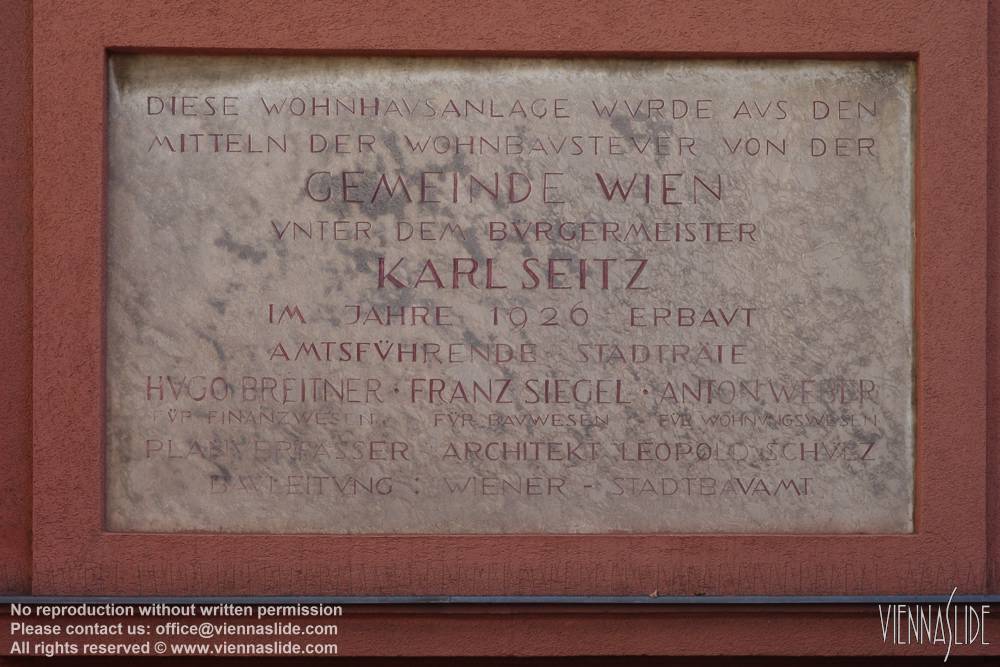 DIESE WOHNHAVSANLAGE WVRDE AVS DEN
MITTELN DER WOHNBAVSTEVER VON DER
GEMEINDE WIEN
VNTER DEM BÜRGERMEISTER
KARL SEITZ
IM JAHRE 1926 ERBAVT
AMTSFÜHRENDE STADTRÄTE
HVGO BREITNER · FRANZ SIEGEL · ANTON WEBER
FÜR FINANZWESEN FÜR BAVWESEN FÜR WOHNVNGSWESEN
PLANVERFASSER ARCHITEKT LEOPOLD SCHVLZ
BAVLEITVNG : WIENER - STADTBAVAMT
No reproduction without written permission
Please contact us: office@viennaslide.com
All rights reserved © www.viennaslide.com
VIENNASLIDE